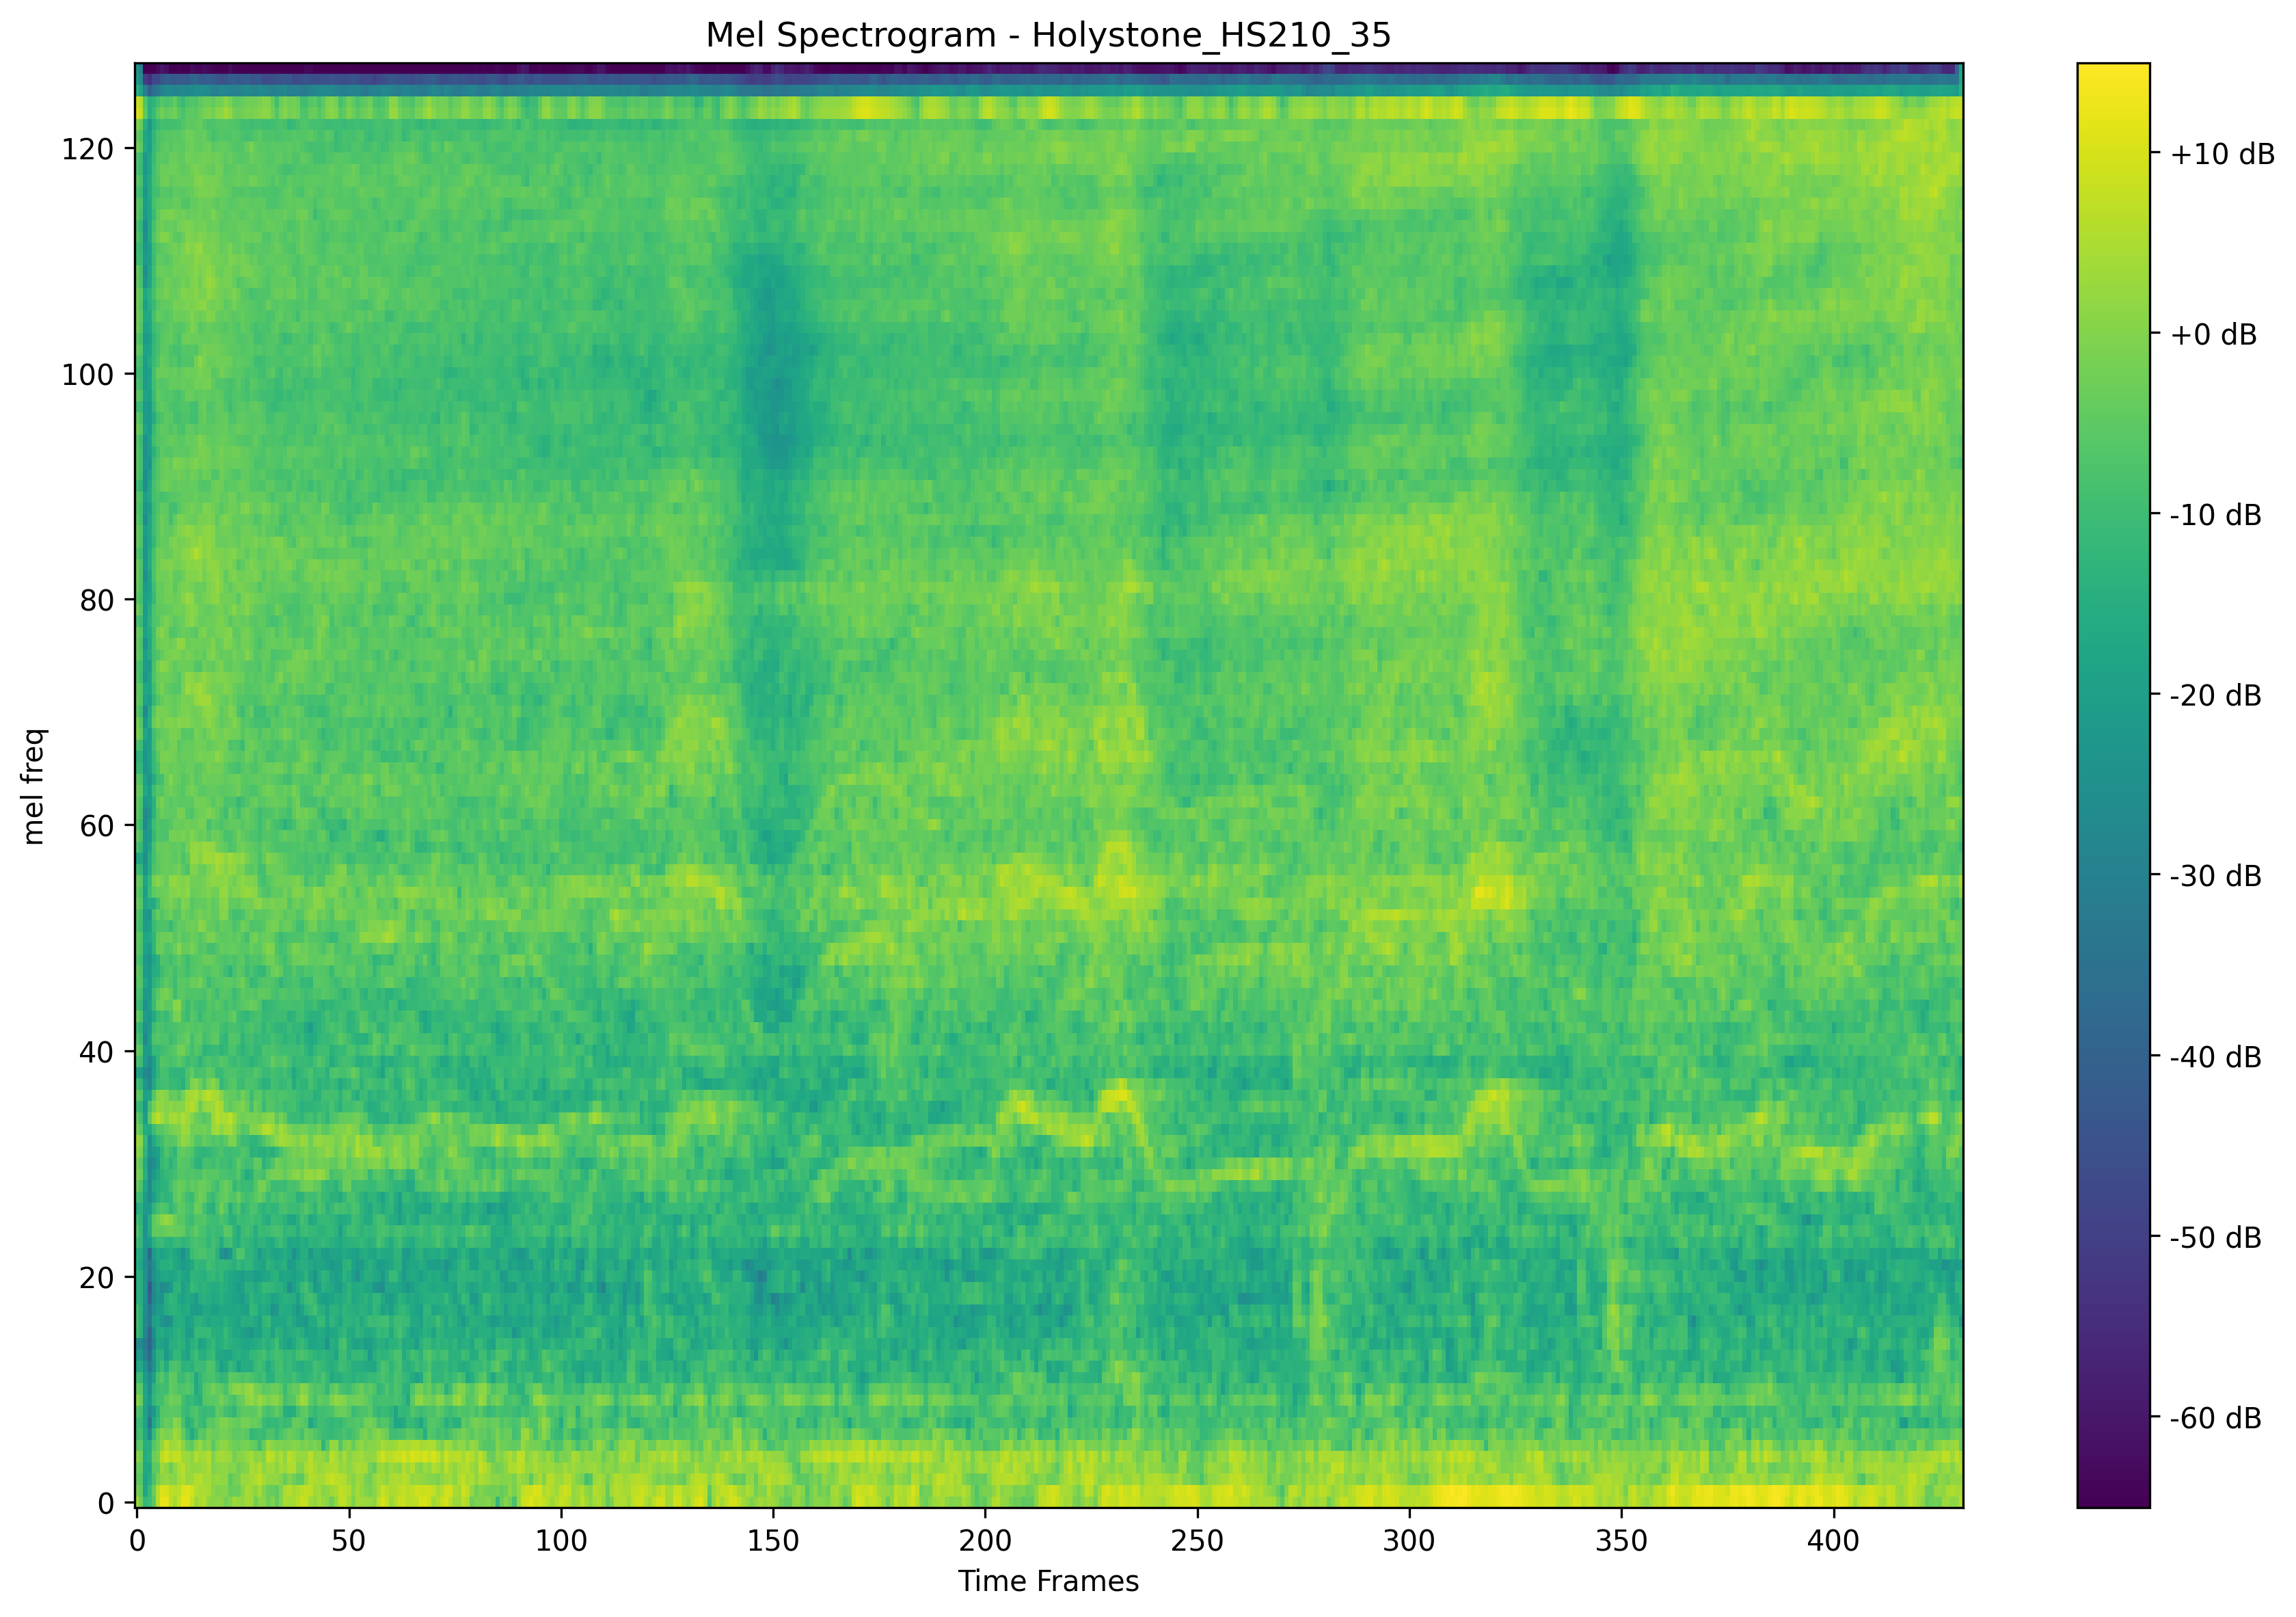 Mel Spectrogram - Holystone_HS210_35
mel freq
120
100
80
60
40
20
0
0 50 100 150 200 250 300 350 400
Time Frames
+10 dB
+0 dB
-10 dB
-20 dB
-30 dB
-40 dB
-50 dB
-60 dB